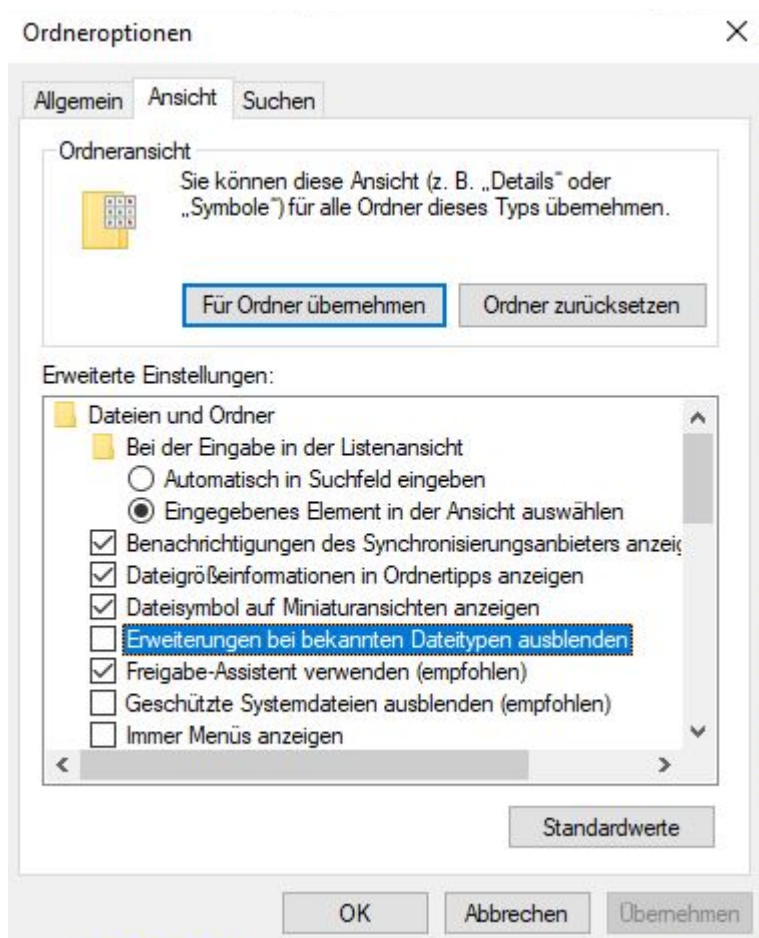 Ordneroptionen
Allgemein Ansicht Suchen
Ordneransicht
Sie können diese Ansicht (z. B. „Details" oder
„Symbole") für alle Ordner dieses Typs übernehmen.
Für Ordner übernehmen Ordner zurücksetzen
Erweiterte Einstellungen:
Dateien und Ordner
Bei der Eingabe in der Listenansicht
Automatisch in Suchfeld eingeben
Eingegebenes Element in der Ansicht auswählen
Benachrichtigungen des Synchronisierungsanbieters anzeig
Dateigrößeinformationen in Ordnertipps anzeigen
Dateisymbol auf Miniaturansichten anzeigen
Erweiterungen bei bekannten Dateitypen ausblenden
Freigabe-Assistent verwenden (empfohlen)
Geschützte Systemdateien ausblenden (empfohlen)
Immer Menüs anzeigen
Standardwerte
OK Abbrechen Übernehmen